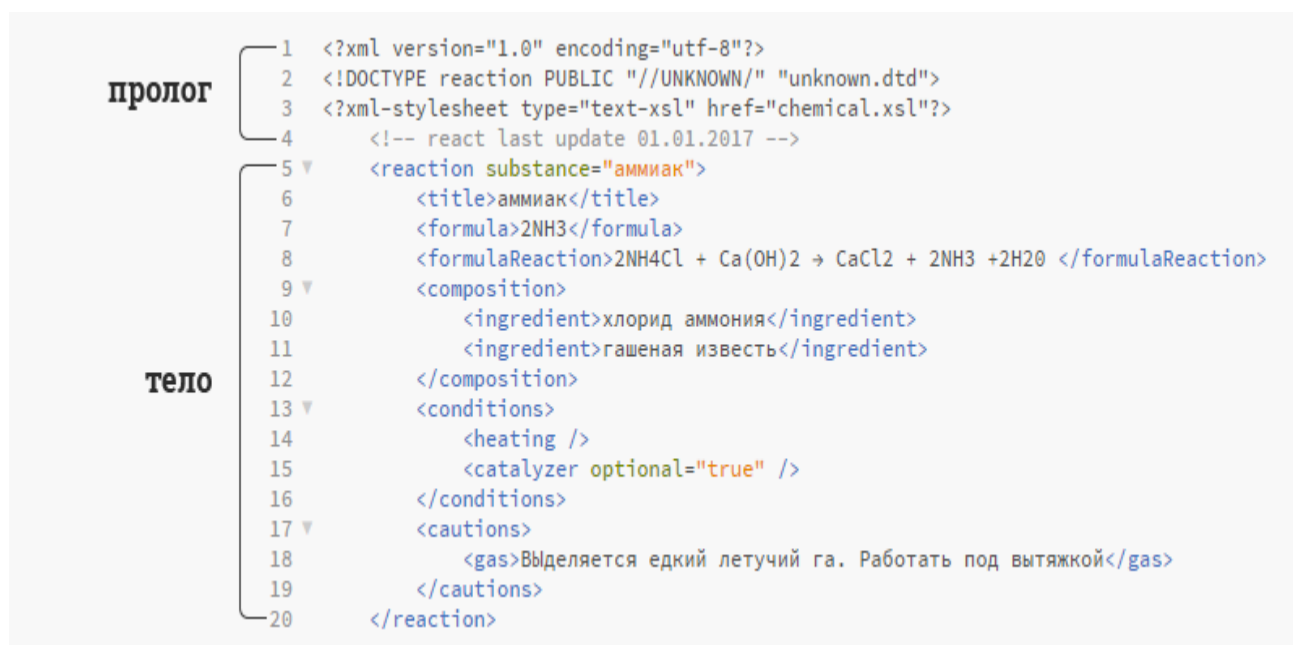 пролог
1 <?xml version="1.0" encoding="utf-8"?>
2 <!DOCTYPE reaction PUBLIC "//UNKNOWN/" "unknown.dtd">
3 <?xml-stylesheet type="text-xsl" href="chemical.xsl"?>
4 <!-- react last update 01.01.2017 -->
тело
5 <reaction substance="аммиак">
6 <title>аммиак</title>
7 <formula>2NH3</formula>
8 <formulaReaction>2NH4Cl + Ca(OH)2 → CaCl2 + 2NH3 +2H20 </formulaReaction>
9 <composition>
10 <ingredient>хлорид аммония</ingredient>
11 <ingredient>гашеная известь</ingredient>
12 </composition>
13 <conditions>
14 <heating />
15 <catalyzer optional="true" />
16 </conditions>
17 <cautions>
18 <gas>ВЫделяется едкий летучий га. Работать под вытяжкой</gas>
19 </cautions>
20 </reaction>